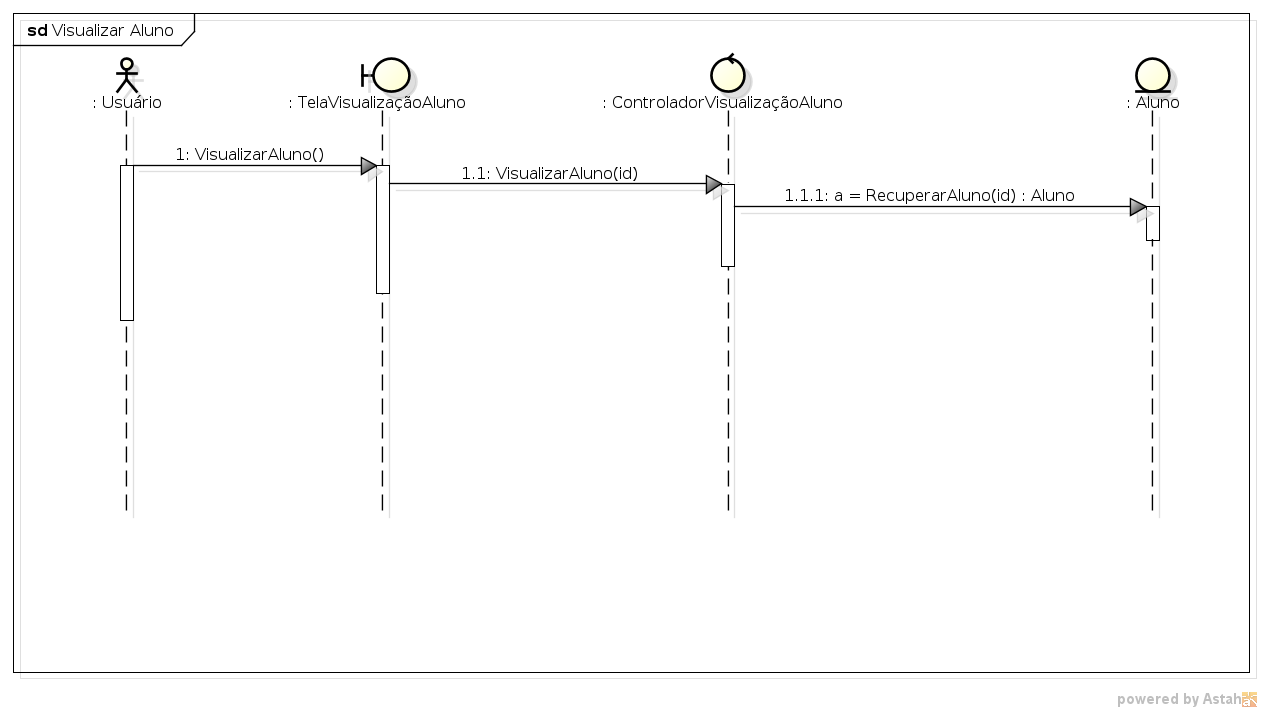 sd Visualizar Aluno
: Usuário
: TelaVisualizaçãoAluno
: ControladorVisualizaçãoAluno
: Aluno
1: VisualizarAluno()
1.1: VisualizarAluno(id)
1.1.1: a = RecuperarAluno(id) : Aluno
powered by Astah